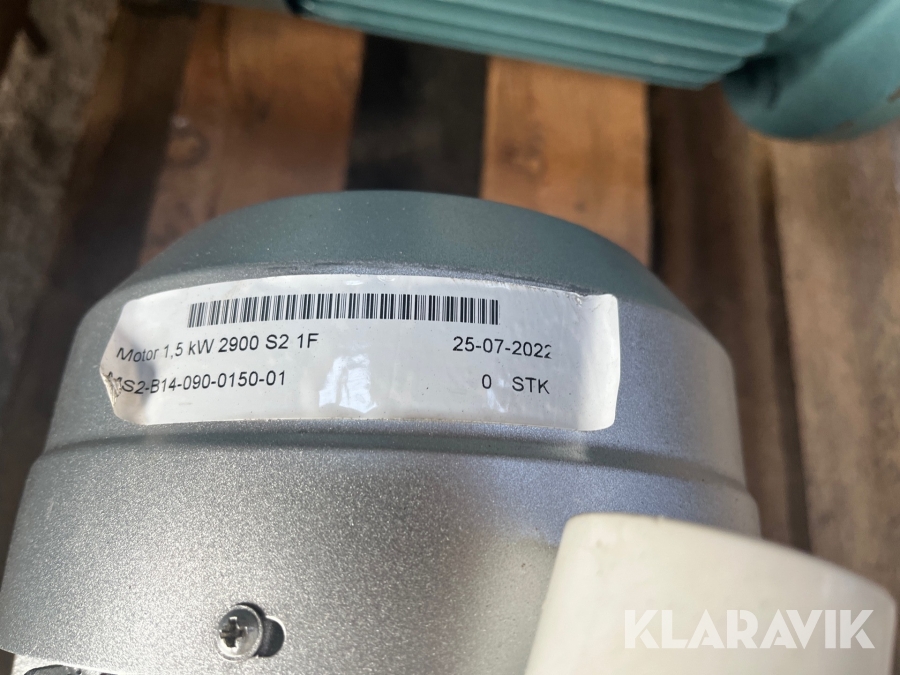 Motor 1,5 kW 2900 S2 1F 25-07-2022
S2-B14-090-0150-01 0 STK
KLARAVIK